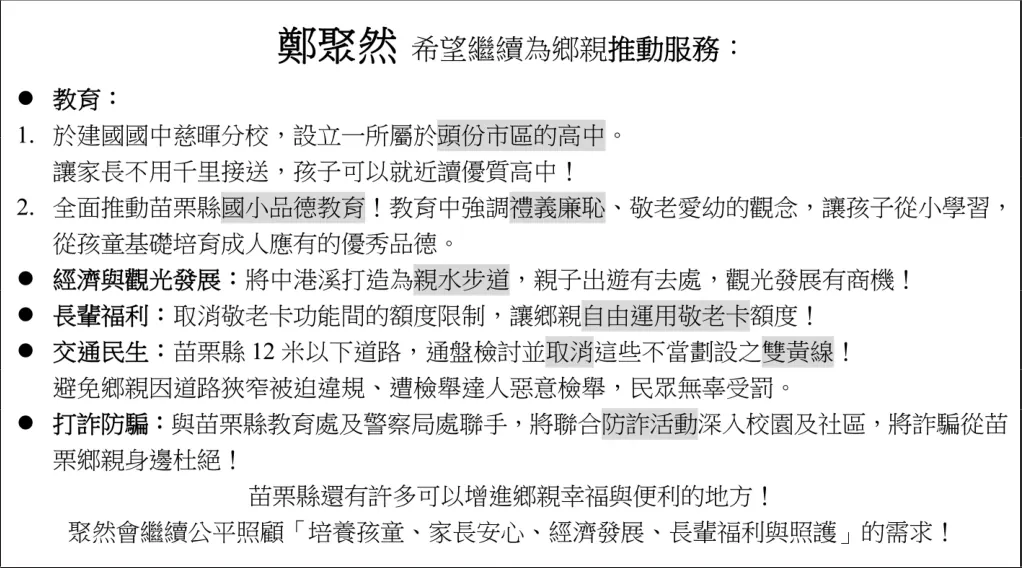 鄭聚然 希望繼續為鄉親推動服務：
● 教育：
1. 於建國國中慈暉分校，設立一所屬於頭份市區的高中。
讓家長不用千里接送，孩子可以就近讀優質高中！
2. 全面推動苗栗縣國小品德教育！教育中強調禮義廉恥、敬老愛幼的觀念，讓孩子從小學習，
從孩童基礎培育成人應有的優秀品德。
● 經濟與觀光發展：將中港溪打造為親水步道，親子出遊有去處，觀光發展有商機！
● 長輩福利：取消敬老卡功能間的額度限制，讓鄉親自由運用敬老卡額度！
● 交通民生：苗栗縣 12 米以下道路，通盤檢討並取消這些不當劃設之雙黃線！
避免鄉親因道路狹窄被迫違規、遭檢舉達人惡意檢舉，民眾無辜受罰。
● 打詐防騙：與苗栗縣教育處及警察局處聯手，將聯合防詐活動深入校園及社區，將詐騙從苗
栗鄉親身邊杜絕！
苗栗縣還有許多可以增進鄉親幸福與便利的地方！
聚然會繼續公平照顧「培養孩童、家長安心、經濟發展、長輩福利與照護」的需求！